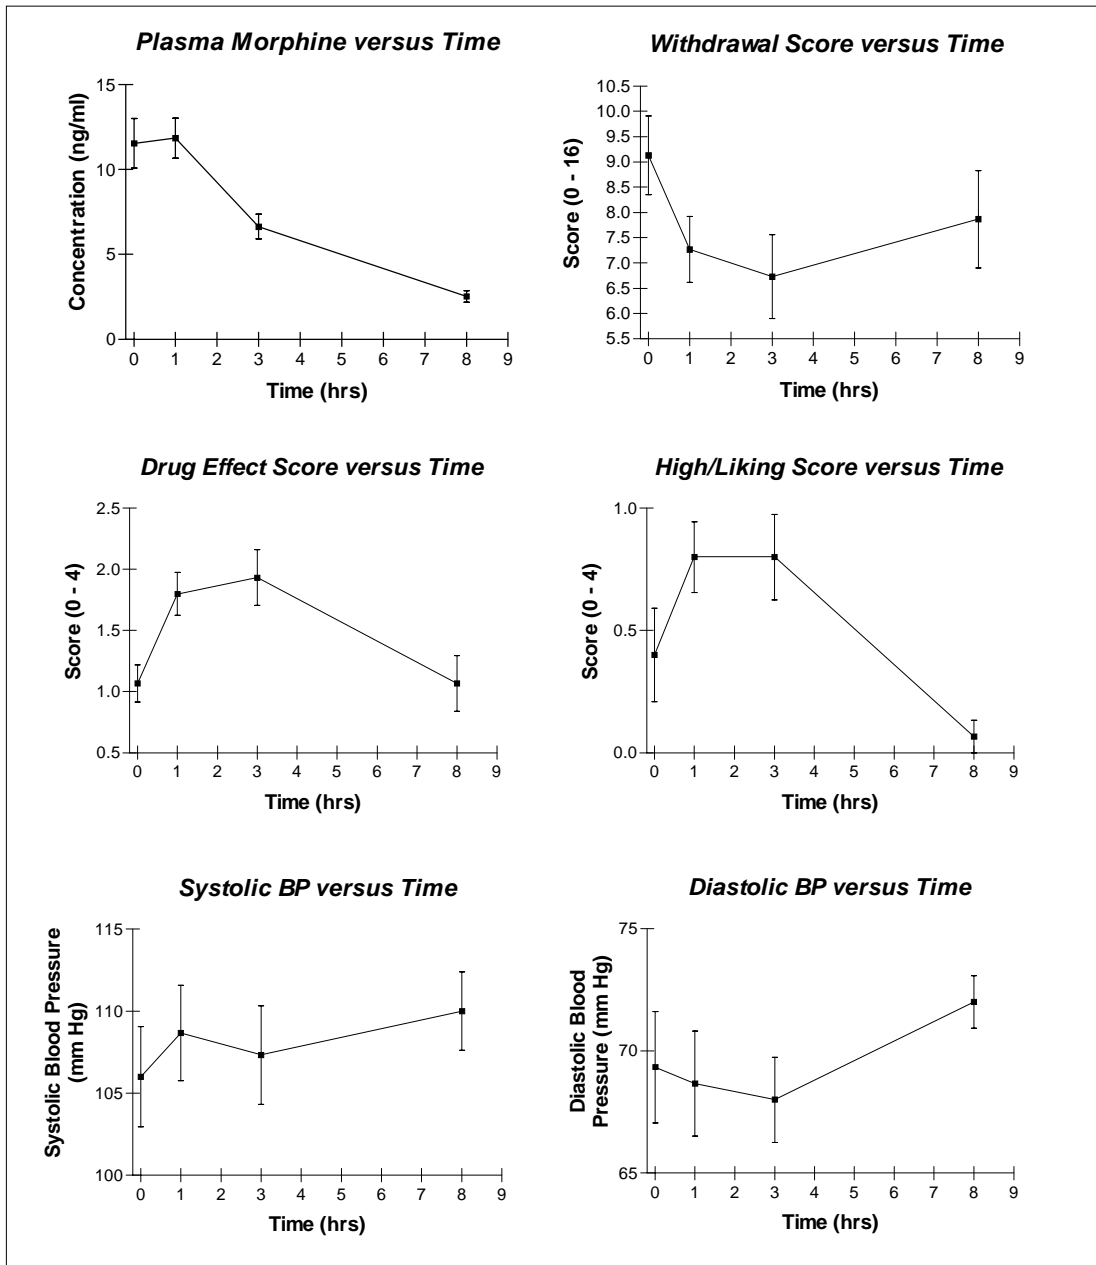 Plasma Morphine versus Time
15
10
5
0
Concentration (ng/ml)
0 1 2 3 4 5 6 7 8 9
Time (hrs)
Withdrawal Score versus Time
10.5
10.0
9.5
9.0
8.5
8.0
7.5
7.0
6.5
6.0
5.5
Score (0 - 16)
0 1 2 3 4 5 6 7 8 9
Time (hrs)
Drug Effect Score versus Time
2.5
2.0
1.5
1.0
0.5
Score (0 - 4)
0 1 2 3 4 5 6 7 8 9
Time (hrs)
High/Liking Score versus Time
1.0
0.5
0.0
Score (0 - 4)
0 1 2 3 4 5 6 7 8 9
Time (hrs)
Systolic BP versus Time
115
110
105
100
Systolic Blood Pressure
(mm Hg)
0 1 2 3 4 5 6 7 8 9
Time (hrs)
Diastolic BP versus Time
75
70
65
Diastolic Blood
Pressure (mm Hg)
0 1 2 3 4 5 6 7 8 9
Time (hrs)